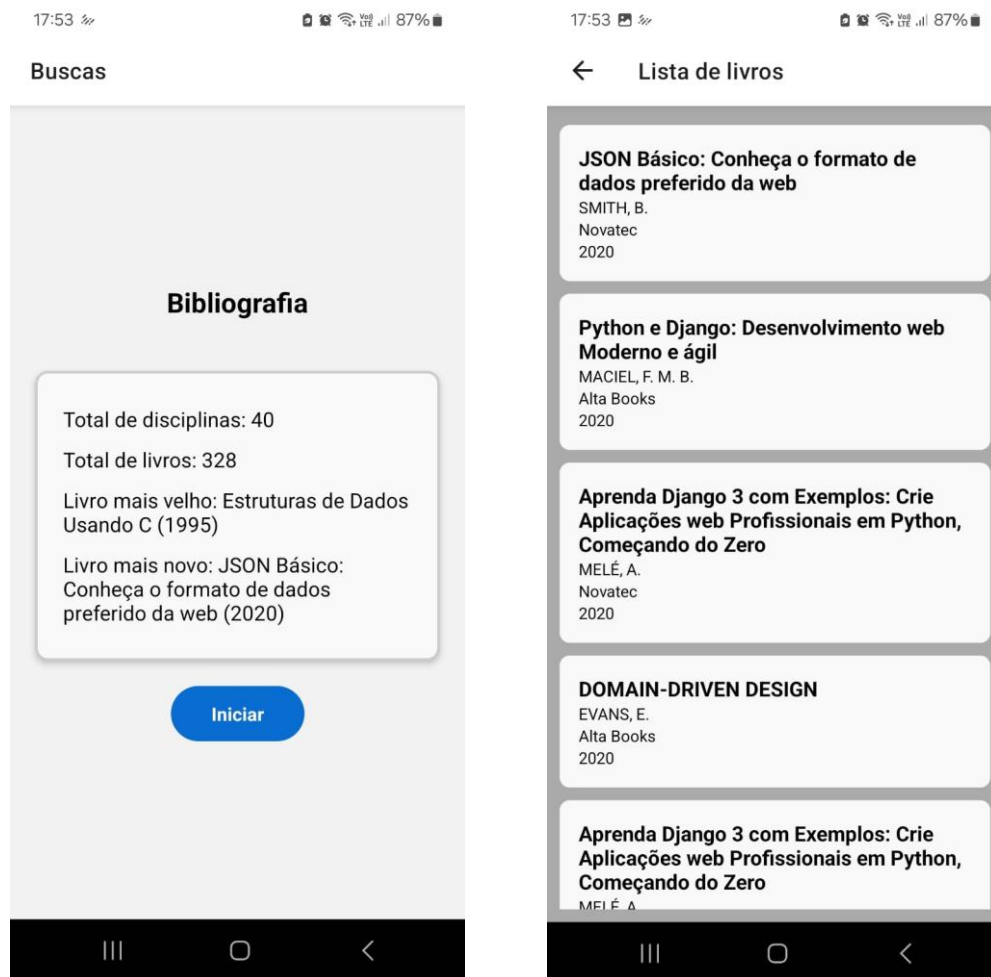 17:53
VoD LTE 87%
Buscas
Bibliografia
Total de disciplinas: 40
Total de livros: 328
Livro mais velho: Estruturas de Dados
Usando C (1995)
Livro mais novo: JSON Básico:
Conheça o formato de dados
preferido da web (2020)
Iniciar
17:53
87%
Lista de livros
JSON Básico: Conheça o formato de
dados preferido da web
SMITH, B.
Novatec
2020
Python e Django: Desenvolvimento web
Moderno e ágil
MACIEL, F. M. B.
Alta Books
2020
Aprenda Django 3 com Exemplos: Crie
Aplicações web Profissionais em Python,
Começando do Zero
MELÉ, A.
Novatec
2020
DOMAIN-DRIVEN DESIGN
EVANS, E.
Alta Books
2020
Aprenda Django 3 com Exemplos: Crie
Aplicações web Profissionais em Python,
Começando do Zero
MELÉ, A.